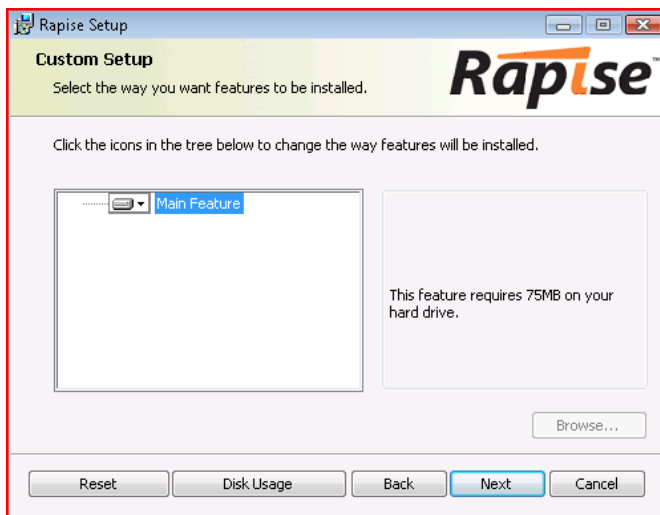 Rapise Setup
Custom Setup
Select the way you want features to be installed.
Rapise™
Click the icons in the tree below to change the way features will be installed.
Main Feature
This feature requires 75MB on your
hard drive.
Browse...
Reset Disk Usage Back Next Cancel